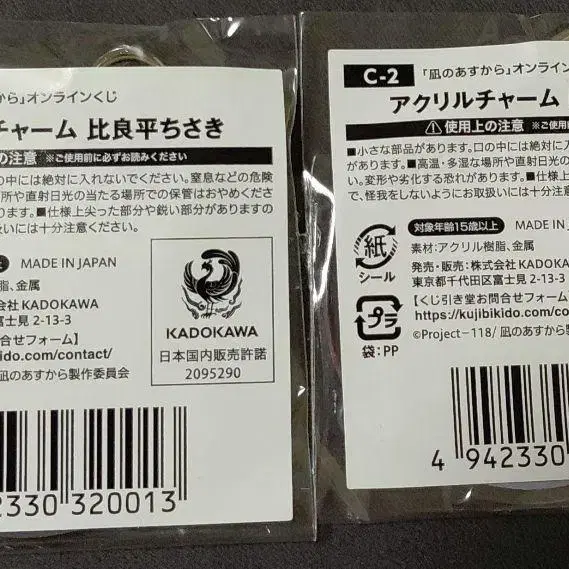 から」オンラインくじ
チャーム 比良平ちさき
の注意 ※ご使用前に必ずお読みください
の中には絶対に入れないでください。窒息などの危険
所や直射日光の当たる場所での保管はおやめくださ
ります。■仕様上尖った部分や鋭い部分がありますの
扱いには十分注意ください。
MADE IN JAPAN
脂、金属
会社 KADOKAWA
士見 2-13-3
合せフォーム】
kido.com/contact/
凪のあすから製作委員会
KADOKAWA
日本国内販売許諾
2095290
2330 320013
C-2
「凪のあすから」オンライン
アクリルチャーム
⚠使用上の注意 ※ご使用
■小さな部品があります。口の中には絶対に
があります。■高温・多湿な場所や直射日光の
い。変形や劣化する恐れがあります。■仕様上
で、怪我をしないようにお取扱いには十分注意
対象年齢15歳以上 MADE IN
素材:アクリル樹脂、金属
発売・販売:株式会社KADOKAWA
東京都千代田区富士見 2-13-
【くじ引き堂お問合せフォーム
https://kujibikido.com/
©Project-118/ 凪のあすから製
紙
シール
プラ
袋:PP
4 942330